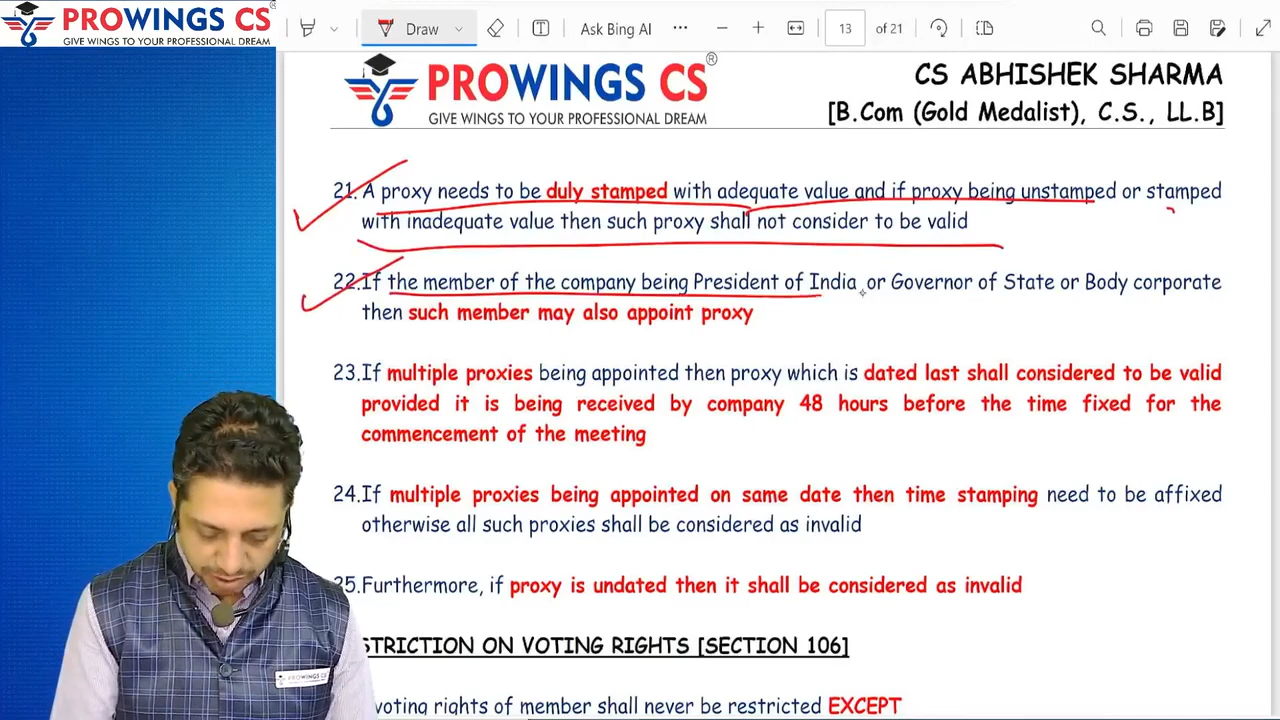 PROWINGS CS®
GIVE WINGS TO YOUR PROFESSIONAL DREAM
Draw
Ask Bing AI
13
of 21
PROWINGS CS®
GIVE WINGS TO YOUR PROFESSIONAL DREAM
CS ABHISHEK SHARMA
[B.Com (Gold Medalist), C.S., LL.B]
21. A proxy needs to be duly stamped with adequate value and if proxy being unstamped or stamped
with inadequate value then such proxy shall not consider to be valid
22.If the member of the company being President of India or Governor of State or Body corporate
then such member may also appoint proxy
23.If multiple proxies being appointed then proxy which is dated last shall considered to be valid
provided it is being received by company 48 hours before the time fixed for the
commencement of the meeting
24.If multiple proxies being appointed on same date then time stamping need to be affixed
otherwise all such proxies shall be considered as invalid
25.Furthermore, if proxy is undated then it shall be considered as invalid
STRICTION ON VOTING RIGHTS [SECTION 106]
voting rights of member shall never be restricted EXCEPT